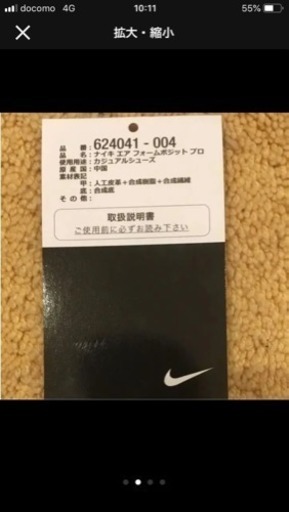 docomo 4G 10:11 55%
拡大・縮小
品番: 624041-004
品名: ナイキ エア フォームポジット プロ
使用用途: カジュアルシューズ
原産国: 中国
素材表記
甲: 人工皮革+合成樹脂+合成繊維
底: 合成底
その他:
取扱説明書
ご使用前に必ずお読み下さい